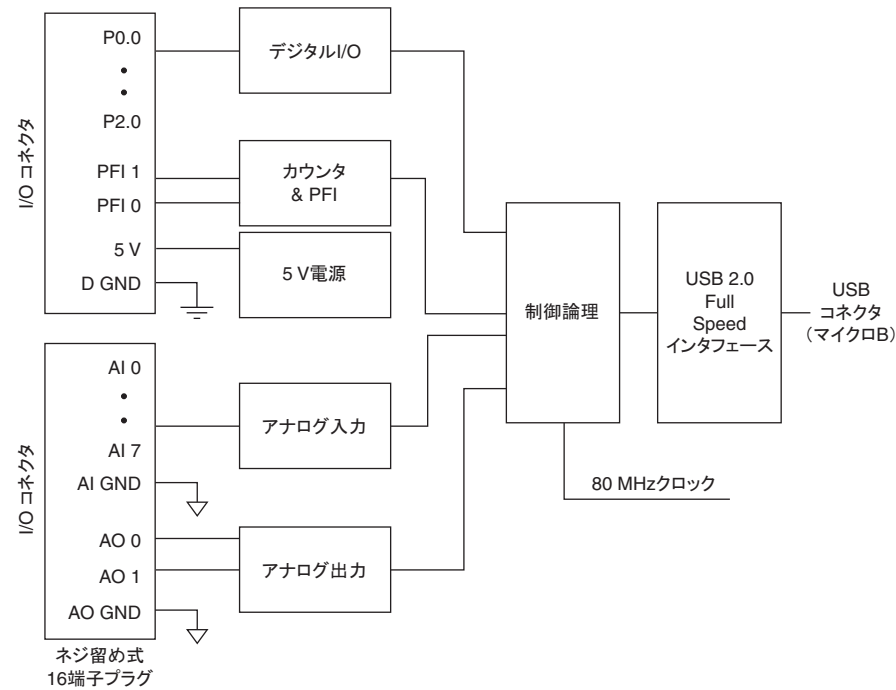 I/O コネクタ
P0.0
P2.0
PFI 1
PFI 0
5 V
D GND
デジタルI/O
カウンタ
& PFI
5 V電源
I/O コネクタ
AI 0
AI 7
AI GND
AO 0
AO 1
AO GND
ネジ留め式
16端子プラグ
アナログ入力
アナログ出力
制御論理
80 MHzクロック
USB 2.0
Full
Speed
インタフェース
USB
コネクタ
（マイクロB）